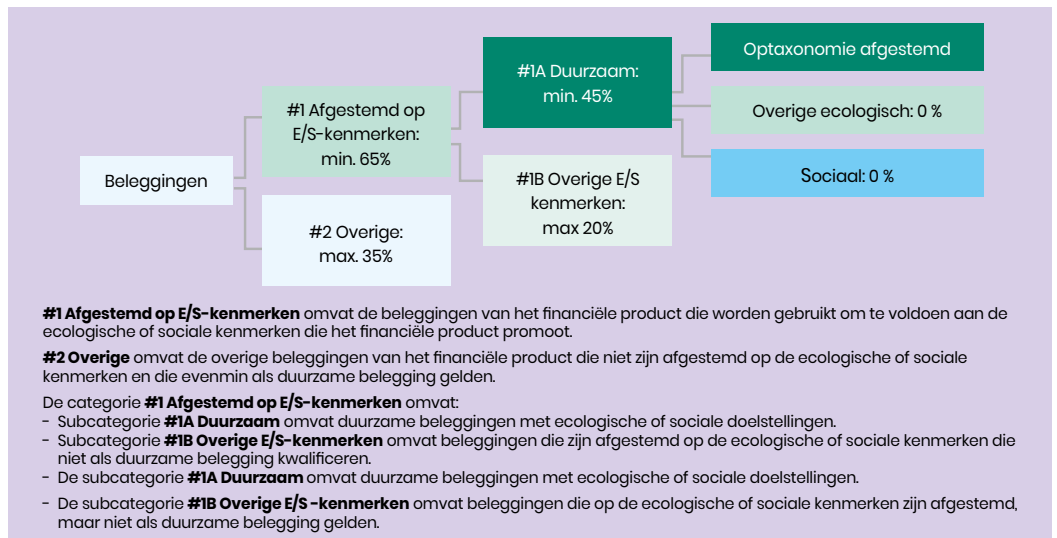 Beleggingen
#1 Afgestemd op
E/S-kenmerken:
min. 65%
#2 Overige:
max. 35%
#1A Duurzaam:
min. 45%
#1B Overige E/S
kenmerken:
max 20%
Optaxonomie afgestemd
Overige ecologisch: 0 %
Sociaal: 0 %
#1 Afgestemd op E/S-kenmerken omvat de beleggingen van het financiële product die worden gebruikt om te voldoen aan de
ecologische of sociale kenmerken die het financiële product promoot.
#2 Overige omvat de overige beleggingen van het financiële product die niet zijn afgestemd op de ecologische of sociale
kenmerken en die evenmin als duurzame belegging gelden.
De categorie #1 Afgestemd op E/S-kenmerken omvat:
- Subcategorie #1A Duurzaam omvat duurzame beleggingen met ecologische of sociale doelstellingen.
- Subcategorie #1B Overige E/S-kenmerken omvat beleggingen die zijn afgestemd op de ecologische of sociale kenmerken die
niet als duurzame belegging kwalificeren.
- De subcategorie #1A Duurzaam omvat duurzame beleggingen met ecologische of sociale doelstellingen.
- De subcategorie #1B Overige E/S -kenmerken omvat beleggingen die op de ecologische of sociale kenmerken zijn afgestemd,
maar niet als duurzame belegging gelden.